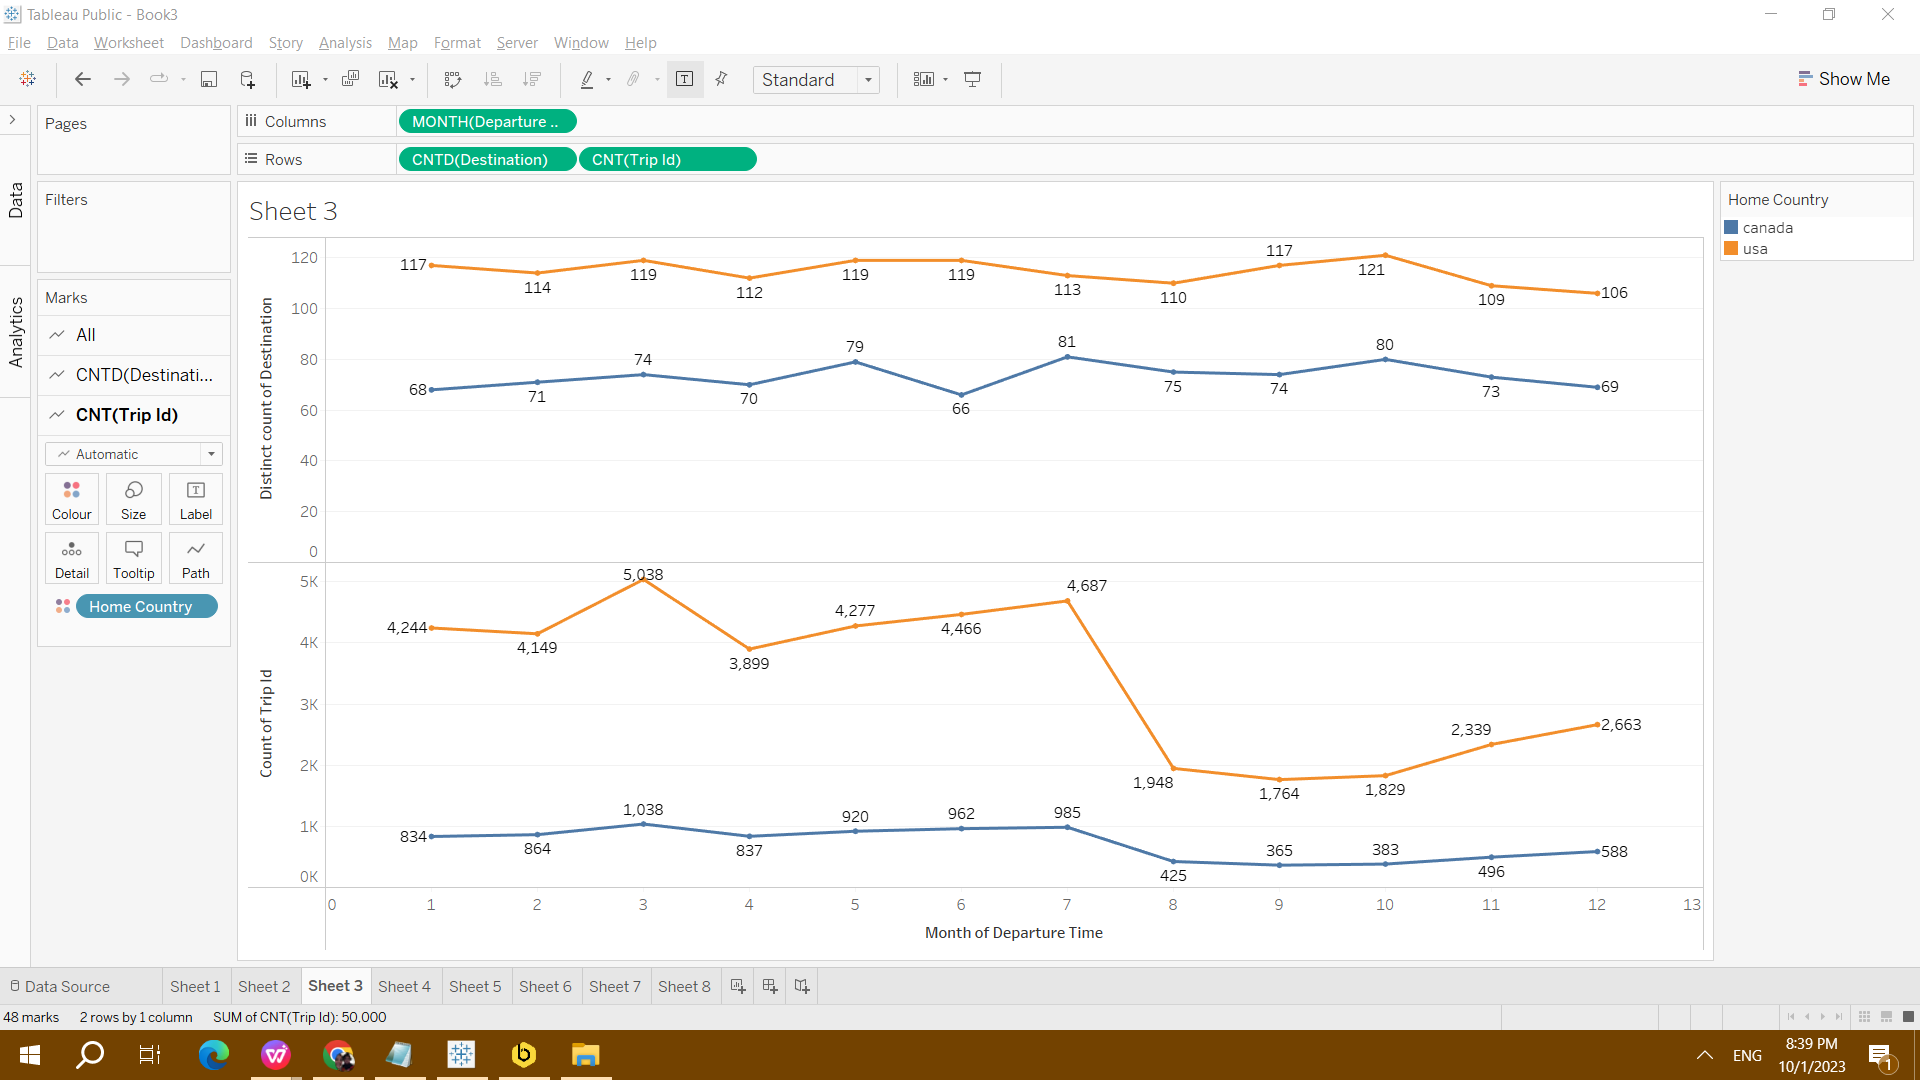 Tableau Public - Book3
File Data Worksheet Dashboard Story Analysis Map Format Server Window Help
Standard
Show Me
Data
Analytics
Pages
Filters
Marks
All
CNTD(Destinati...
CNT(Trip Id)
Automatic
Colour Size Label
Detail Tooltip Path
Home Country
Columns MONTH(Departure ..
Rows CNTD(Destination) CNT(Trip Id)
Sheet 3
Distinct count of Destination
120
100
80
60
40
20
0
117 114 119 112 119 119 113 110 117 121 109 106
68 71 74 70 79 66 81 75 74 80 73 69
Count of Trip Id
5K
4K
3K
2K
1K
0K
4,244 4,149 5,038 3,899 4,277 4,466 4,687 1,948 1,764 1,829 2,339 2,663
834 864 1,038 837 920 962 985 425 365 383 496 588
0 1 2 3 4 5 6 7 8 9 10 11 12 13
Month of Departure Time
Home Country
canada
usa
Data Source Sheet 1 Sheet 2 Sheet 3 Sheet 4 Sheet 5 Sheet 6 Sheet 7 Sheet 8
48 marks 2 rows by 1 column SUM of CNT(Trip Id): 50,000
ENG
8:39 PM
10/1/2023
1